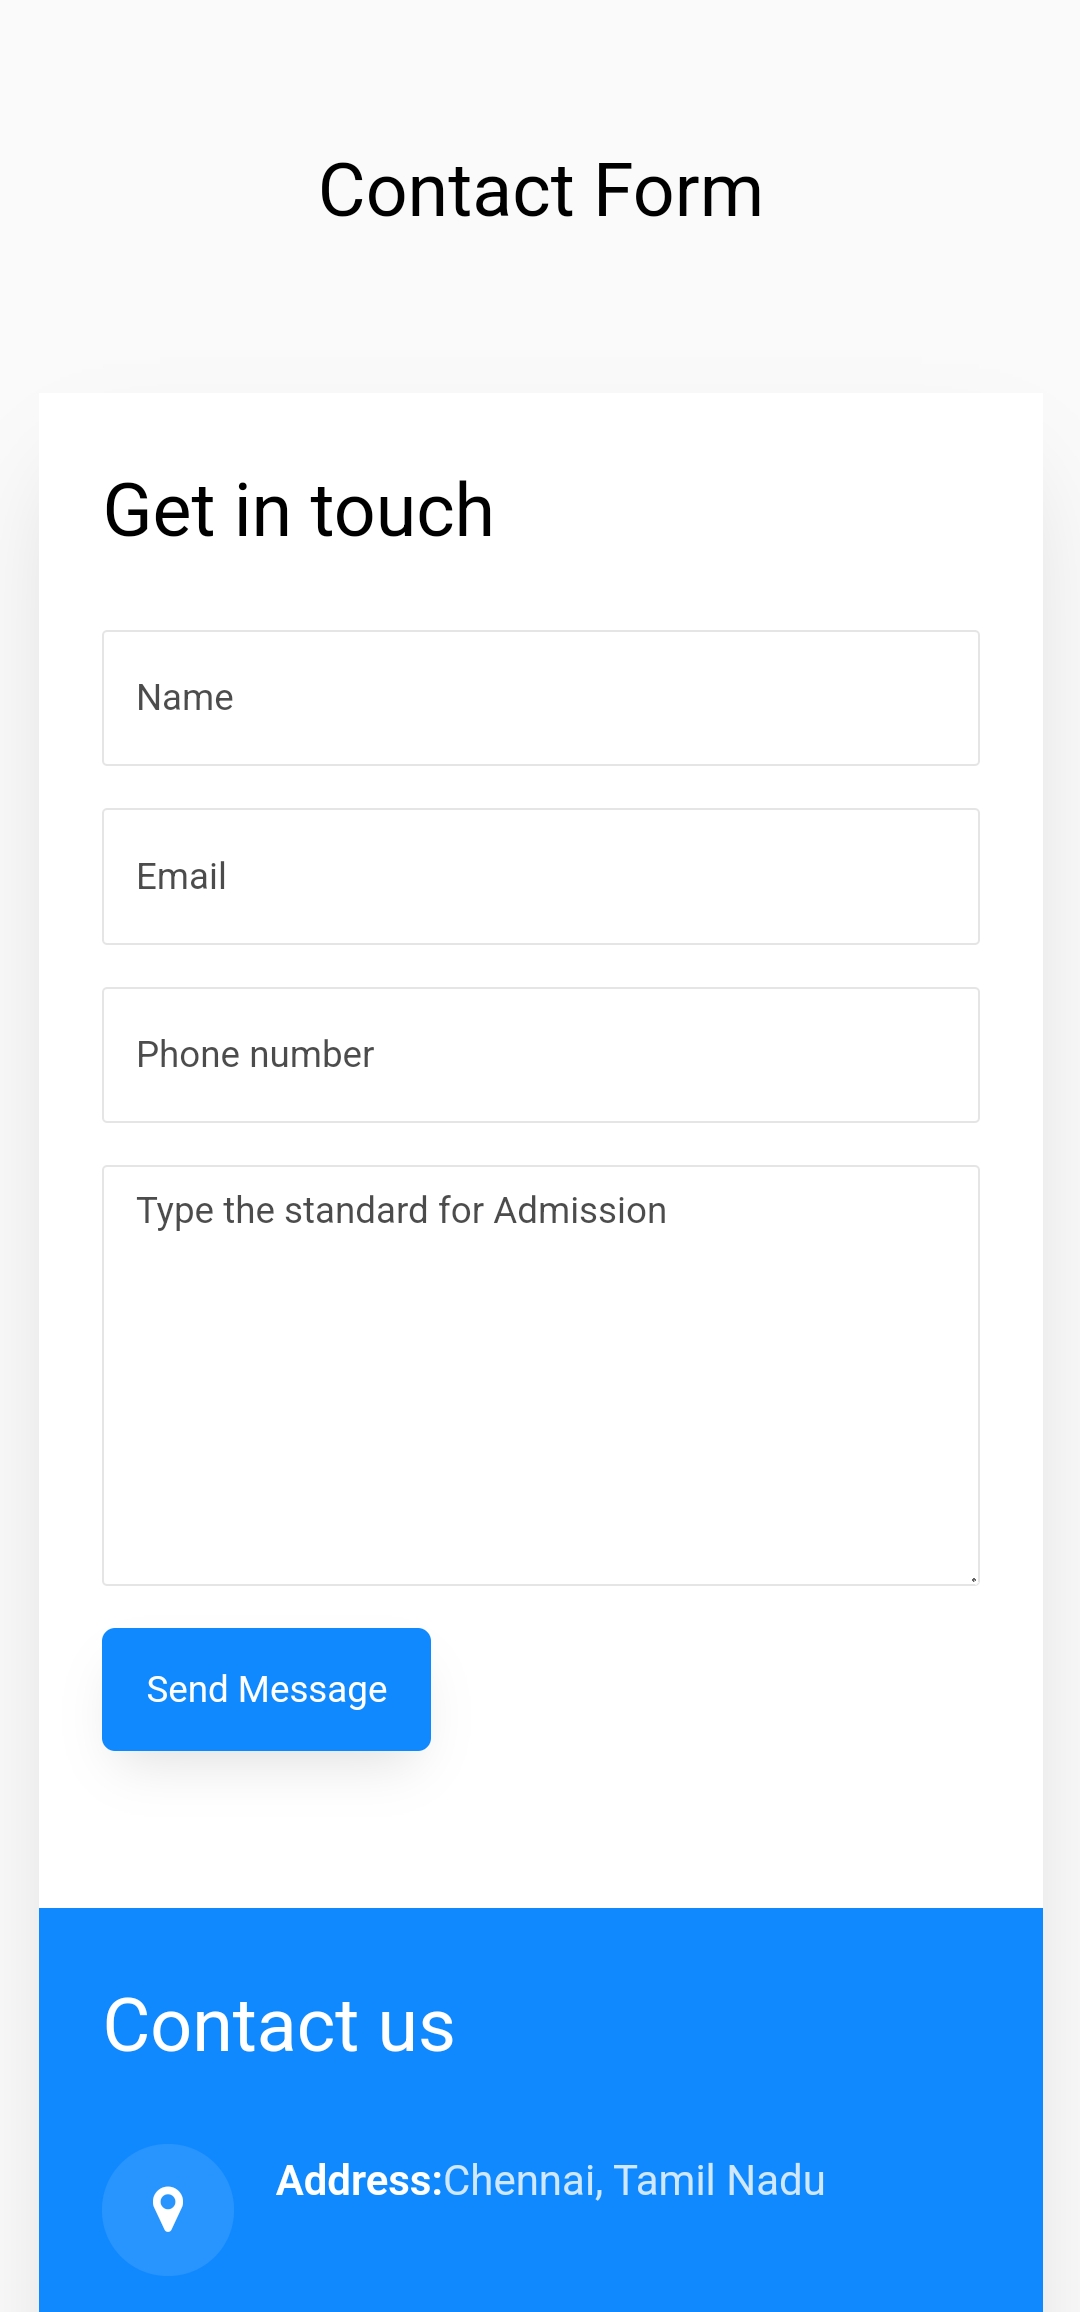 Contact Form
Get in touch
Name
Email
Phone number
Type the standard for Admission
Send Message
Contact us
Address:Chennai, Tamil Nadu